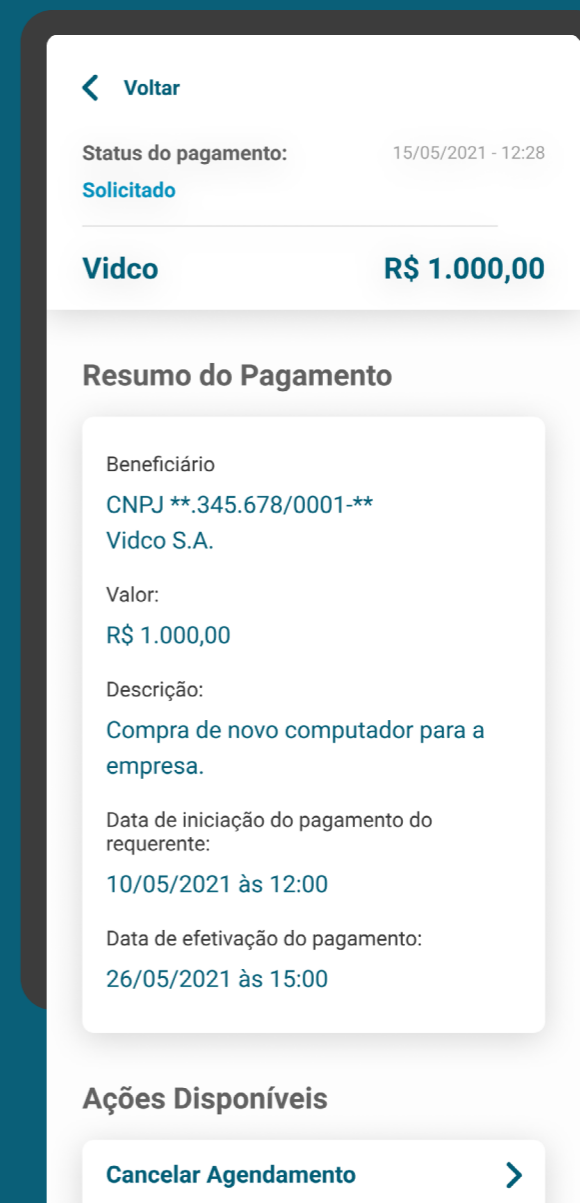 Voltar
Status do pagamento:
15/05/2021 - 12:28
Solicitado
Vidco
R$ 1.000,00
Resumo do Pagamento
Beneficiário
CNPJ **.345.678/0001-**
Vidco S.A.
Valor:
R$ 1.000,00
Descrição:
Compra de novo computador para a
empresa.
Data de iniciação do pagamento do
requerente:
10/05/2021 às 12:00
Data de efetivação do pagamento:
26/05/2021 às 15:00
Ações Disponíveis
Cancelar Agendamento